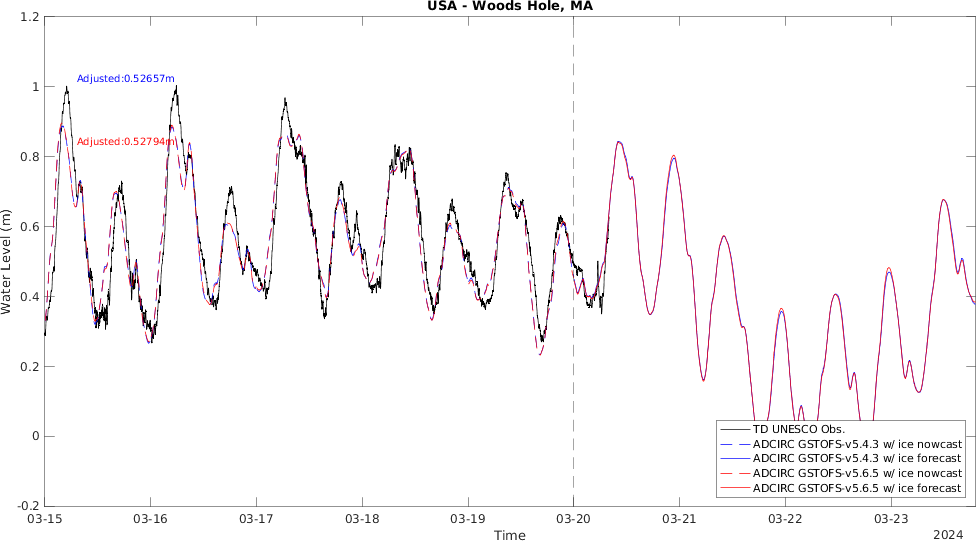 USA - Woods Hole, MA
1.2
1
0.8
0.6
0.4
0.2
0
-0.2
Water Level (m)
Adjusted:0.52657m
Adjusted:0.52794m
TD UNESCO Obs.
ADCIRC GSTOFS-v5.4.3 w/ ice nowcast
ADCIRC GSTOFS-v5.4.3 w/ ice forecast
ADCIRC GSTOFS-v5.6.5 w/ ice nowcast
ADCIRC GSTOFS-v5.6.5 w/ ice forecast
03-15 03-16 03-17 03-18 03-19 03-20 03-21 03-22 03-23
Time
2024